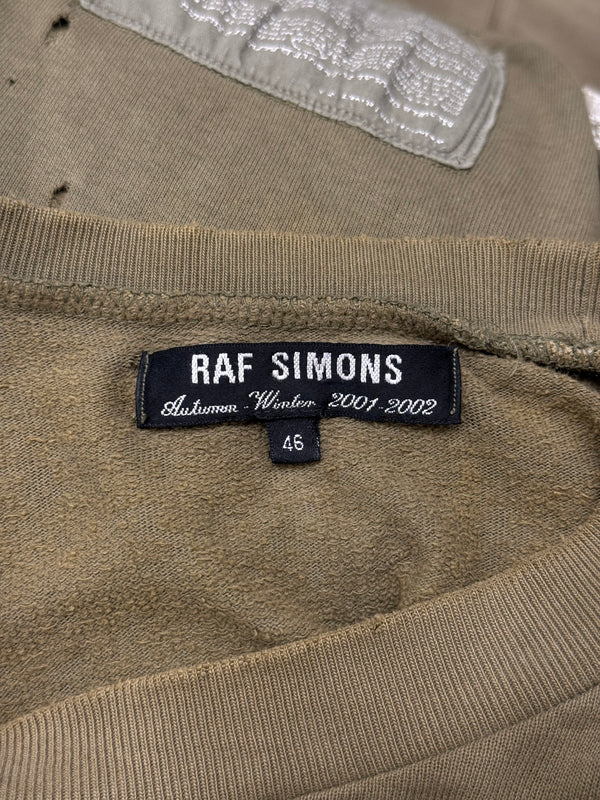 RAF SIMONS
Autumn - Winter 2001-2002
46